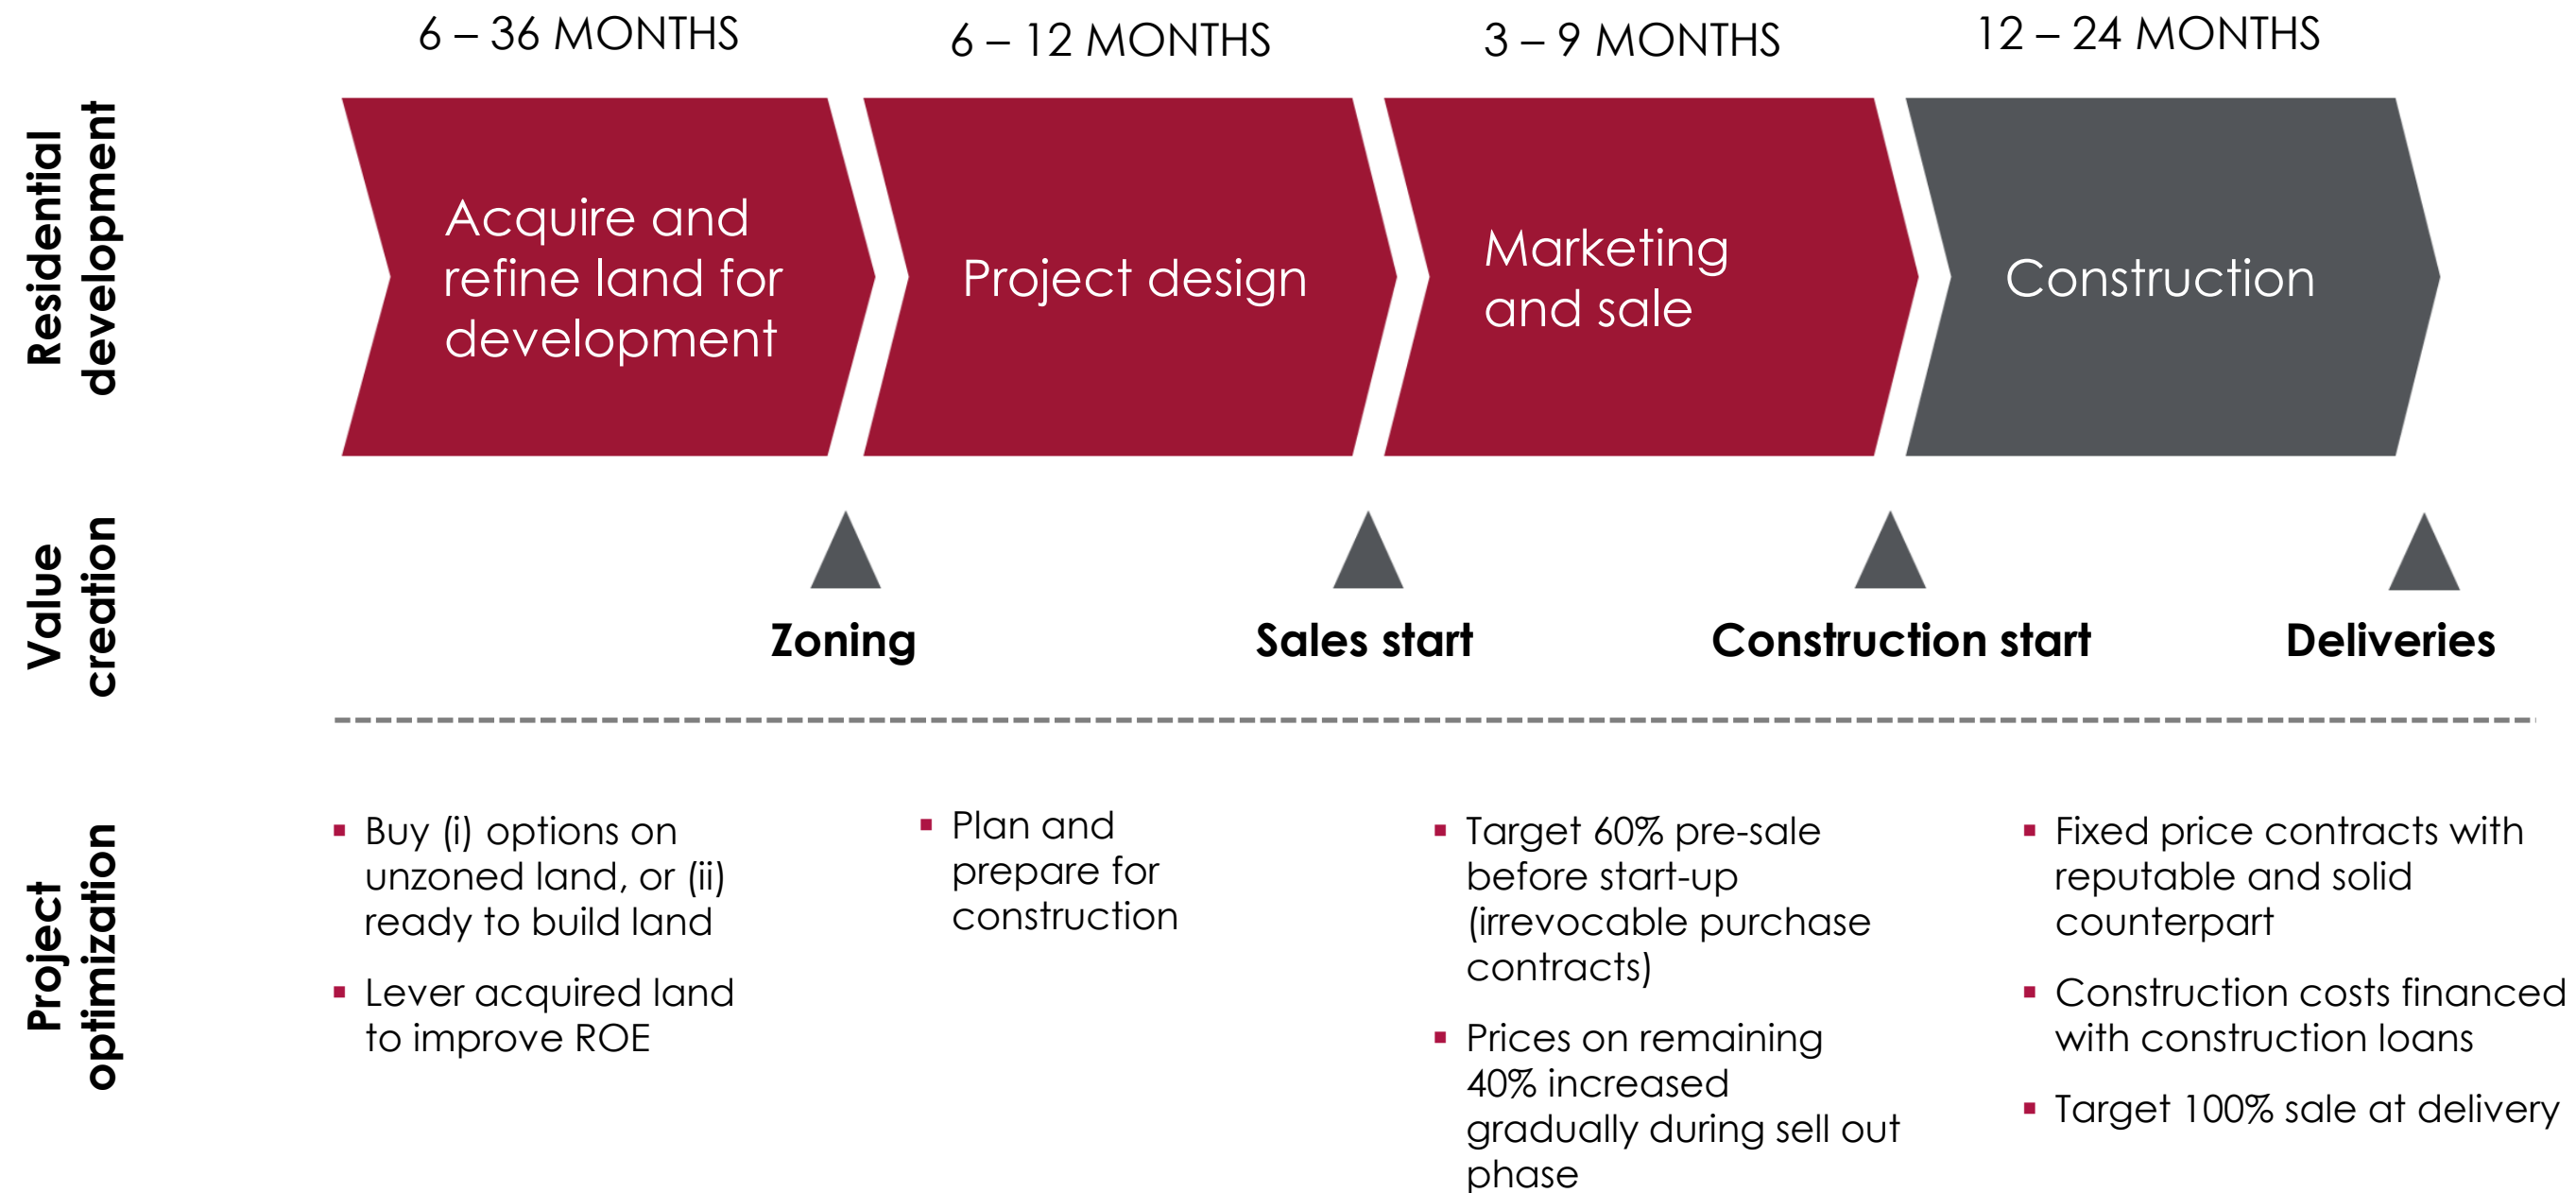 6 – 36 MONTHS
6 – 12 MONTHS
3 – 9 MONTHS
12 – 24 MONTHS
Residential
development
Acquire and
refine land for
development
Project design
Marketing
and sale
Construction
Value
creation
Zoning
Sales start
Construction start
Deliveries
Project
optimization
▪ Buy (i) options on
unzoned land, or (ii)
ready to build land
▪ Lever acquired land
to improve ROE
▪ Plan and
prepare for
construction
▪ Target 60% pre-sale
before start-up
(irrevocable purchase
contracts)
▪ Prices on remaining
40% increased
gradually during sell out
phase
▪ Fixed price contracts with
reputable and solid
counterpart
▪ Construction costs financed
with construction loans
▪ Target 100% sale at delivery